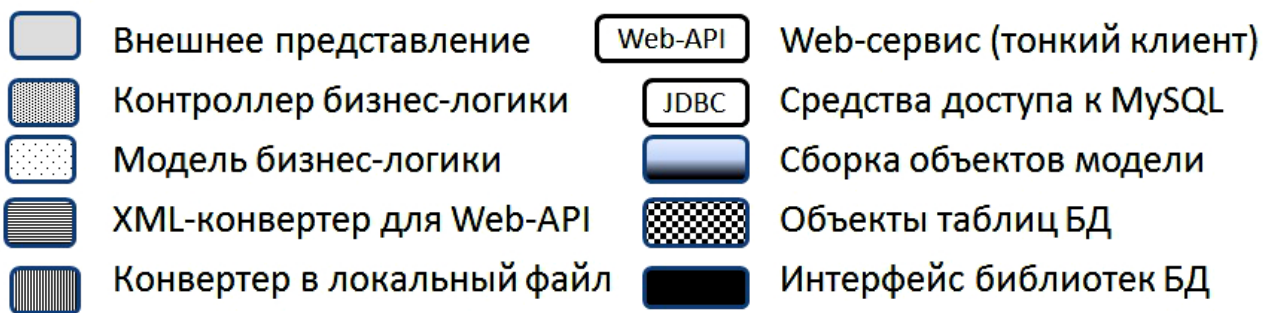 Внешнее представление
Контроллер бизнес-логики
Модель бизнес-логики
XML-конвертер для Web-API
Конвертер в локальный файл
Web-API Web-сервис (тонкий клиент)
JDBC Средства доступа к MySQL
Сборка объектов модели
Объекты таблиц БД
Интерфейс библиотек БД